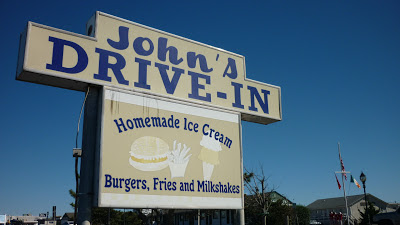 John's
DRIVE-IN
Homemade Ice Cream
Burgers, Fries and Milkshakes